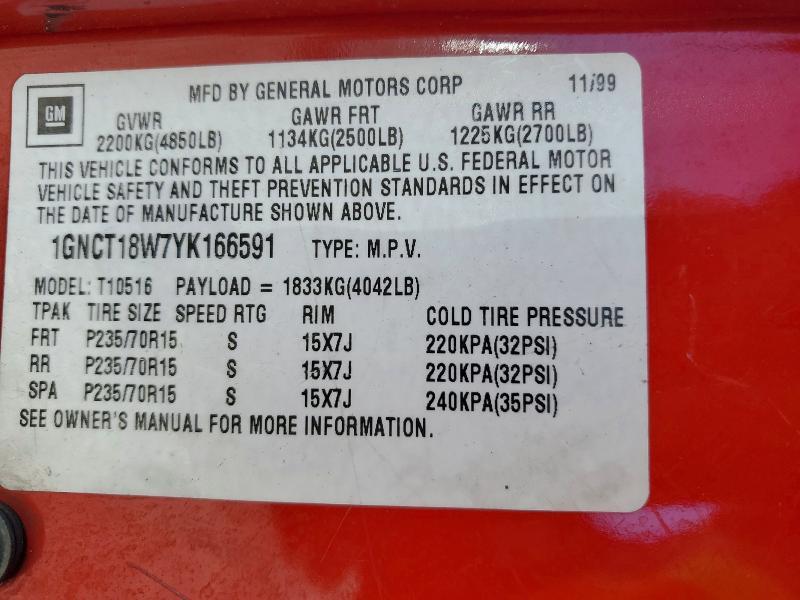 MFD BY GENERAL MOTORS CORP 11/99
GM
GVWR GAWR FRT GAWR RR
2200KG(4850LB) 1134KG(2500LB) 1225KG(2700LB)
THIS VEHICLE CONFORMS TO ALL APPLICABLE U.S. FEDERAL MOTOR
VEHICLE SAFETY AND THEFT PREVENTION STANDARDS IN EFFECT ON
THE DATE OF MANUFACTURE SHOWN ABOVE.
1GNCT18W7YK166591 TYPE: M.P.V.
MODEL: T10516 PAYLOAD = 1833KG(4042LB)
TPAK TIRE SIZE SPEED RTG RIM COLD TIRE PRESSURE
FRT P235/70R15 S 15X7J 220KPA(32PSI)
RR P235/70R15 S 15X7J 220KPA(32PSI)
SPA P235/70R15 S 15X7J 240KPA(35PSI)
SEE OWNER'S MANUAL FOR MORE INFORMATION.